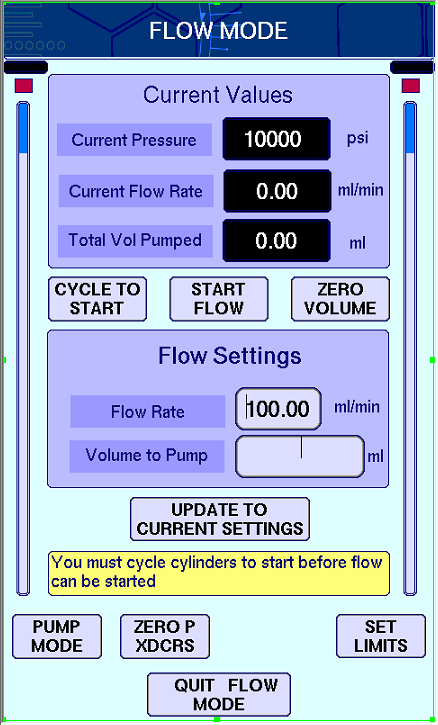 FLOW MODE
Current Values
Current Pressure 10000 psi
Current Flow Rate 0.00 ml/min
Total Vol Pumped 0.00 ml
CYCLE TO START FLOW ZERO
START FLOW VOLUME
Flow Settings
Flow Rate 100.00 ml/min
Volume to Pump ml
UPDATE TO
CURRENT SETTINGS
You must cycle cylinders to start before flow
can be started
PUMP ZERO P SET
MODE XDCRS LIMITS
QUIT FLOW
MODE